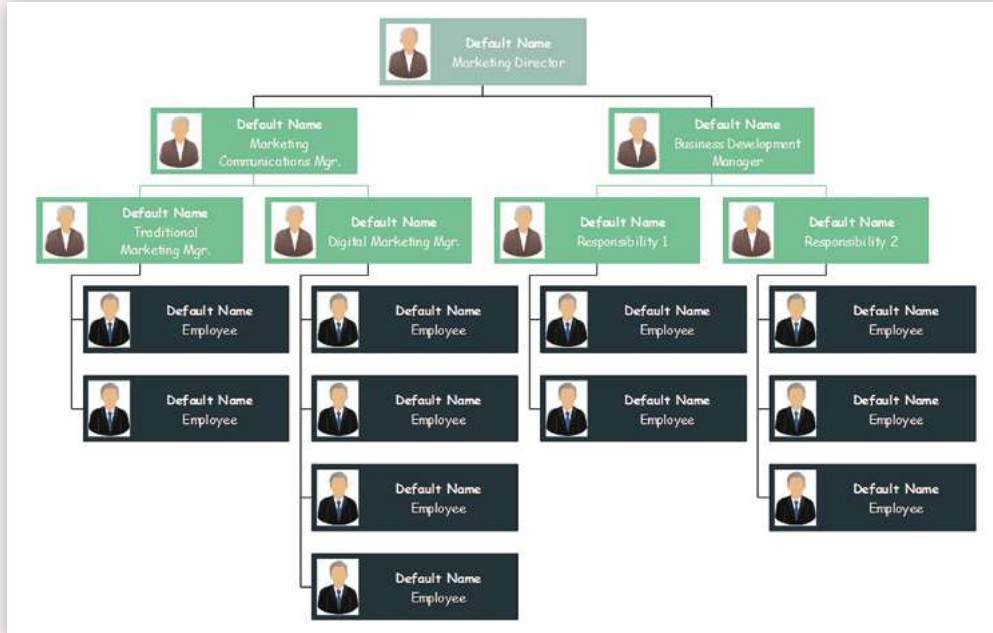 Default Name
Marketing Director
Default Name
Marketing
Communications Mgr.
Default Name
Business Development
Manager
Default Name
Traditional
Marketing Mgr.
Default Name
Digital Marketing Mgr.
Default Name
Responsibility 1
Default Name
Responsibility 2
Default Name
Employee
Default Name
Employee
Default Name
Employee
Default Name
Employee
Default Name
Employee
Default Name
Employee
Default Name
Employee
Default Name
Employee
Default Name
Employee
Default Name
Employee
Default Name
Employee